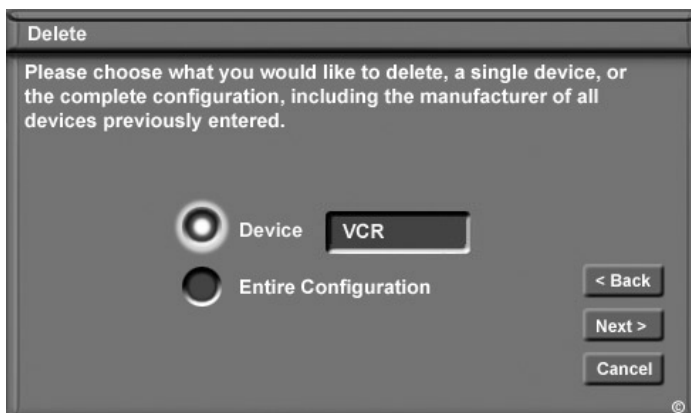 Delete
Please choose what you would like to delete, a single device, or
the complete configuration, including the manufacturer of all
devices previously entered.
Device VCR
Entire Configuration
< Back
Next >
Cancel
©